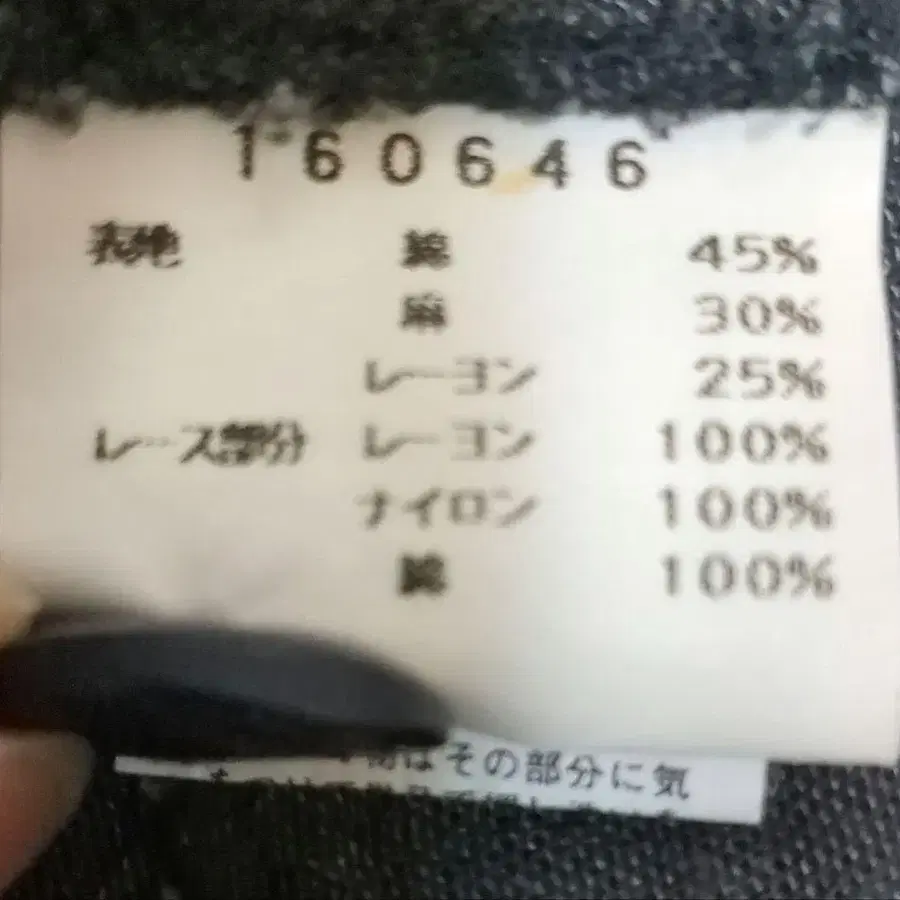 160646
表地 綿 45%
麻 30%
レーヨン 25%
レース部分 レーヨン 100%
ナイロン 100%
綿 100%
はその部分に気